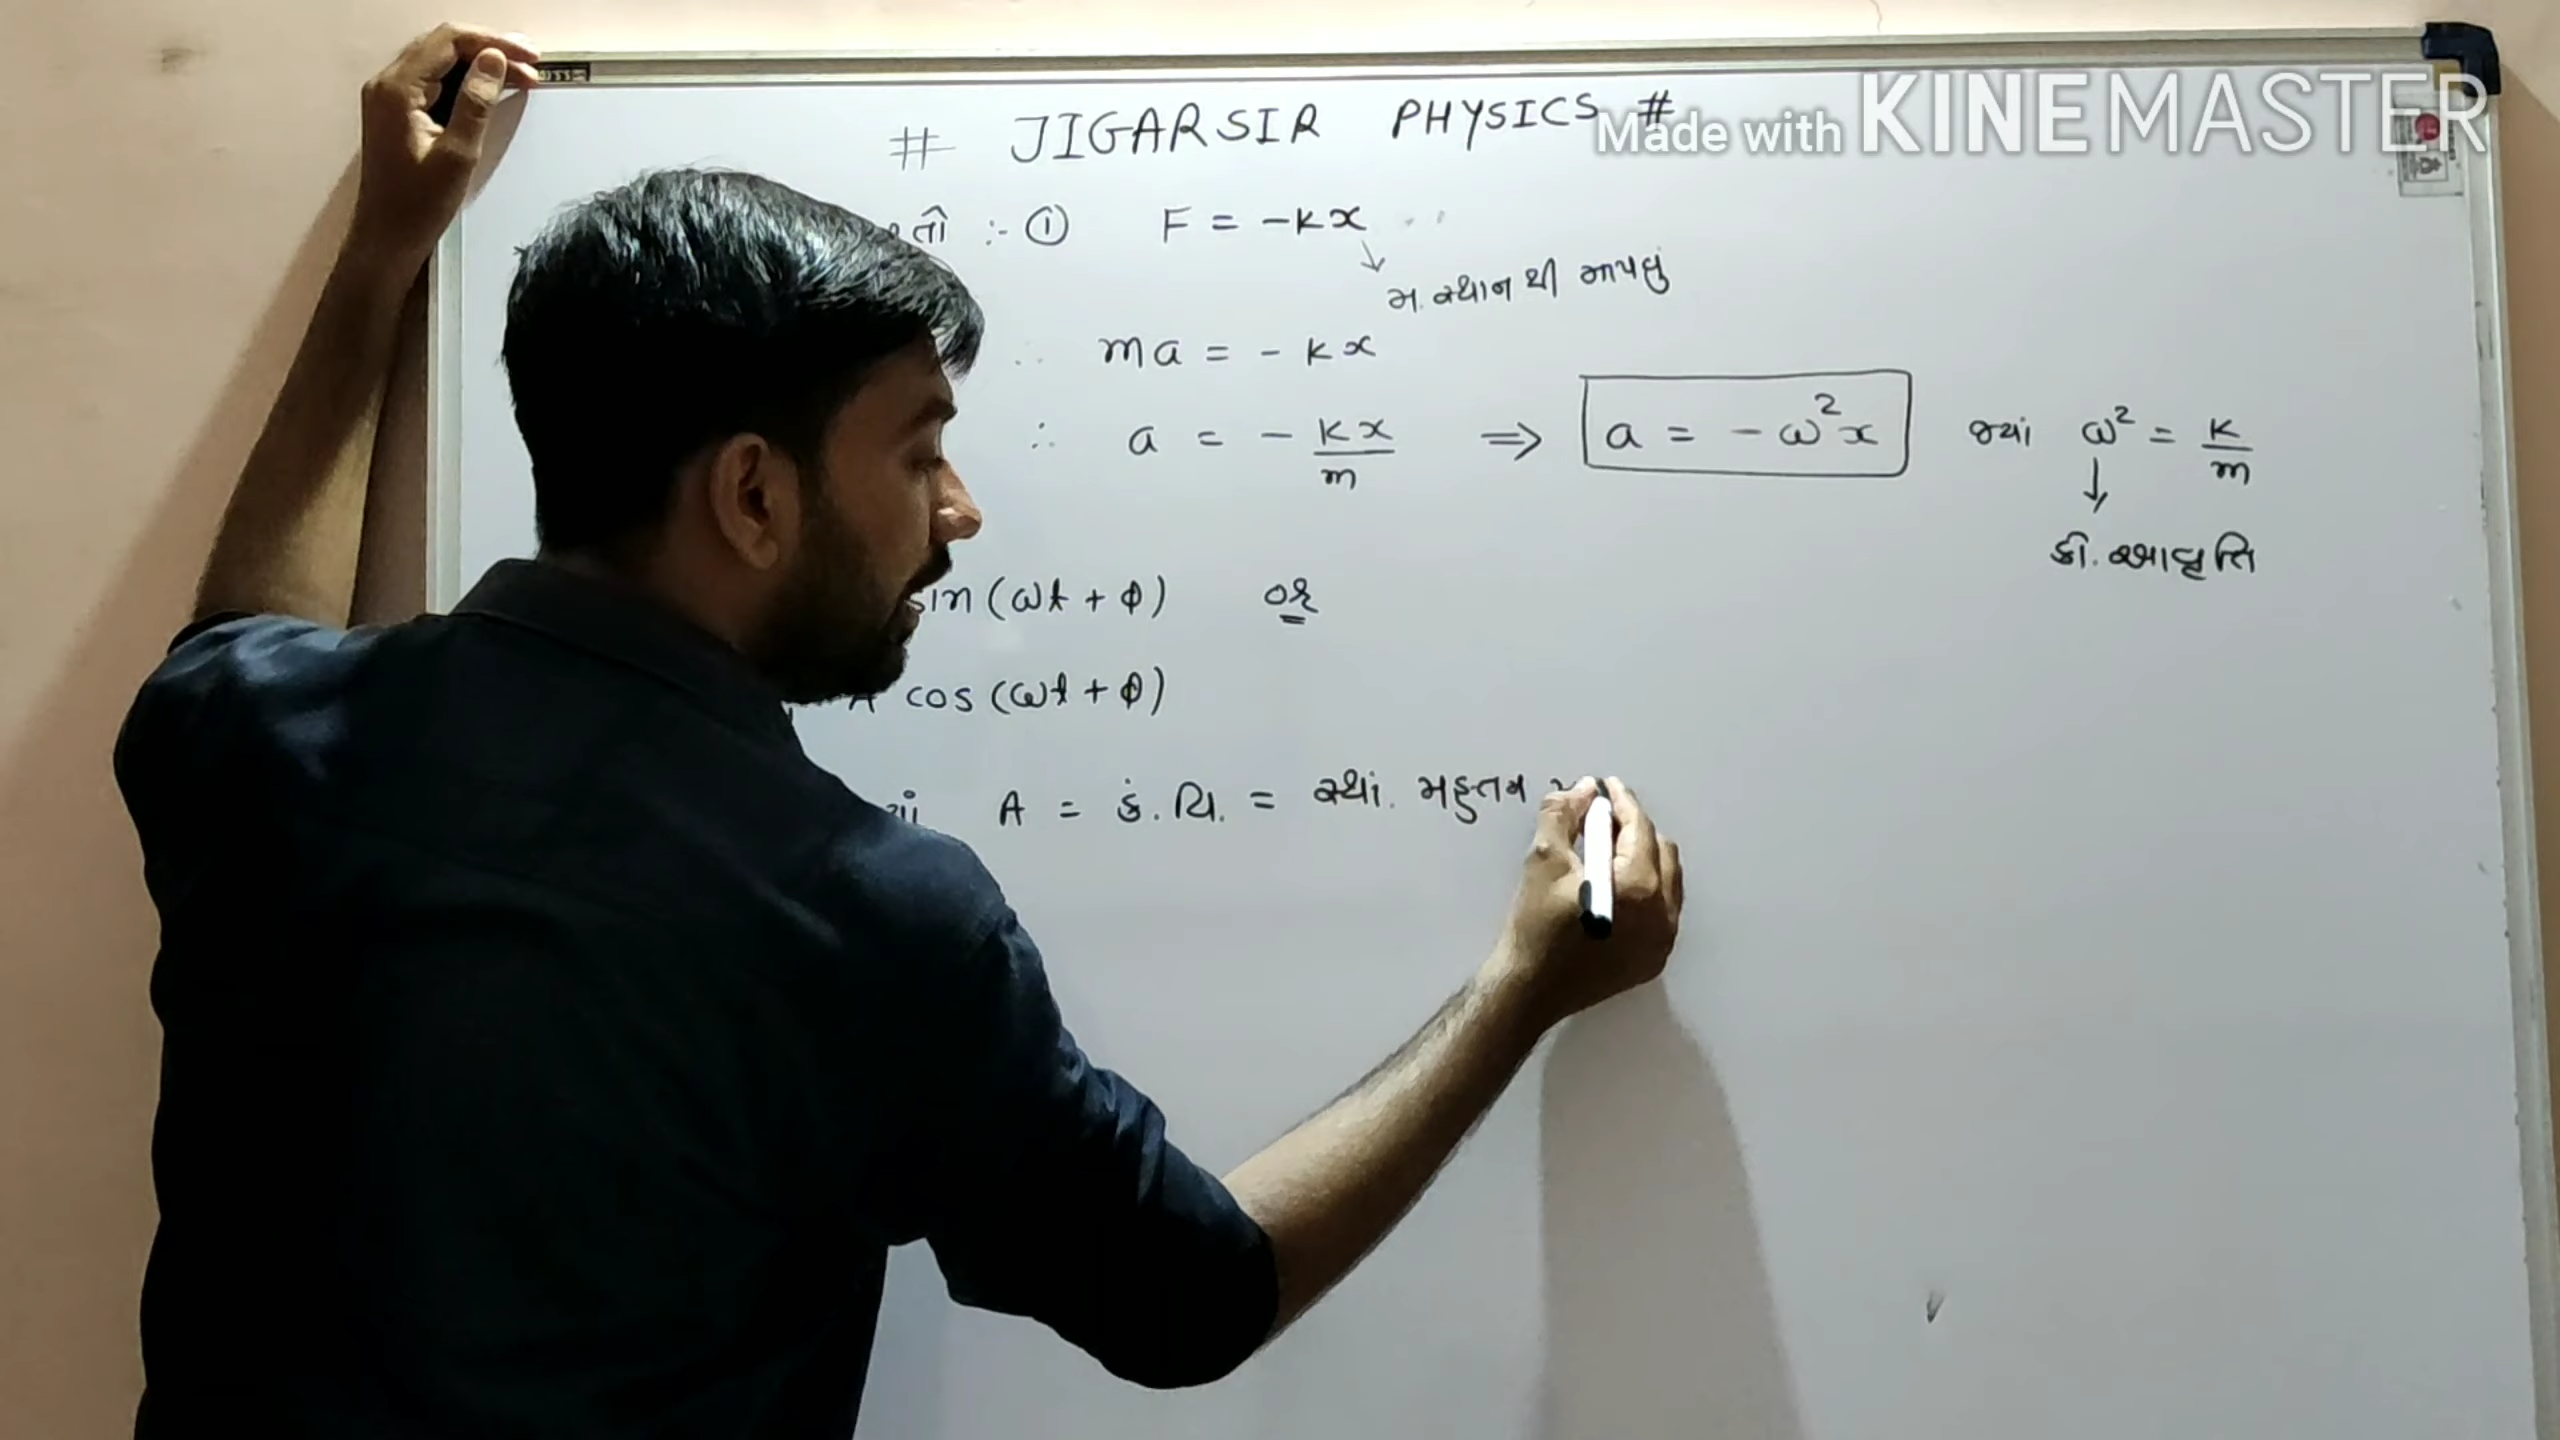 Made with KINEMASTER
# JIGARSIR PHYSICS #
:- ① F = -kx
↓
મ. સ્થાન થી માપેલું
∴ ma = - kx
∴ a = - kx/m ⇒ a = - ω²x જ્યાં ω² = k/m
↓
કો. આવૃત્તિ
sin (ωt + φ) or
A cos (ωt + φ)
A = કં. વિ. = સ્થાં. મહત્તમ